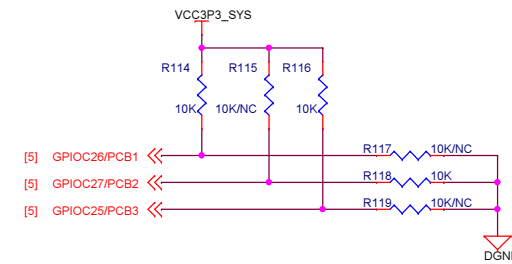 VCC3P3_SYS
R114 R115 R116
10K 10K/NC 10K
[5] GPIOC26/PCB1 R117 10K/NC
[5] GPIOC27/PCB2 R118 10K
[5] GPIOC25/PCB3 R119 10K/NC